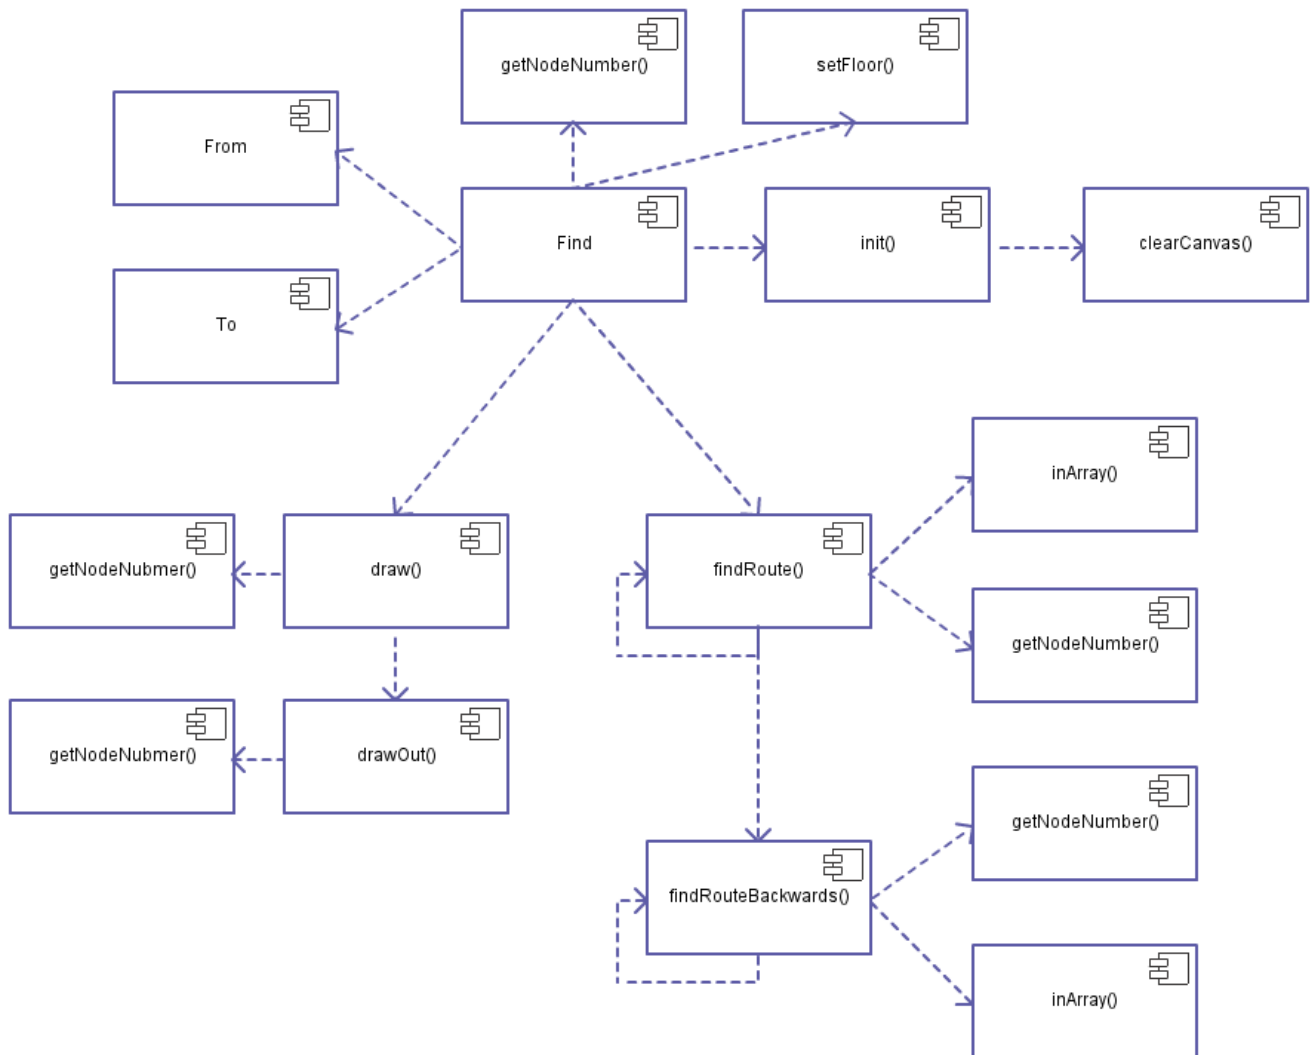 getNodeNumber()
setFloor()
From
Find
init()
clearCanvas()
To
inArray()
getNodeNubmer()
draw()
findRoute()
getNodeNumber()
getNodeNubmer()
drawOut()
getNodeNumber()
findRouteBackwards()
inArray()